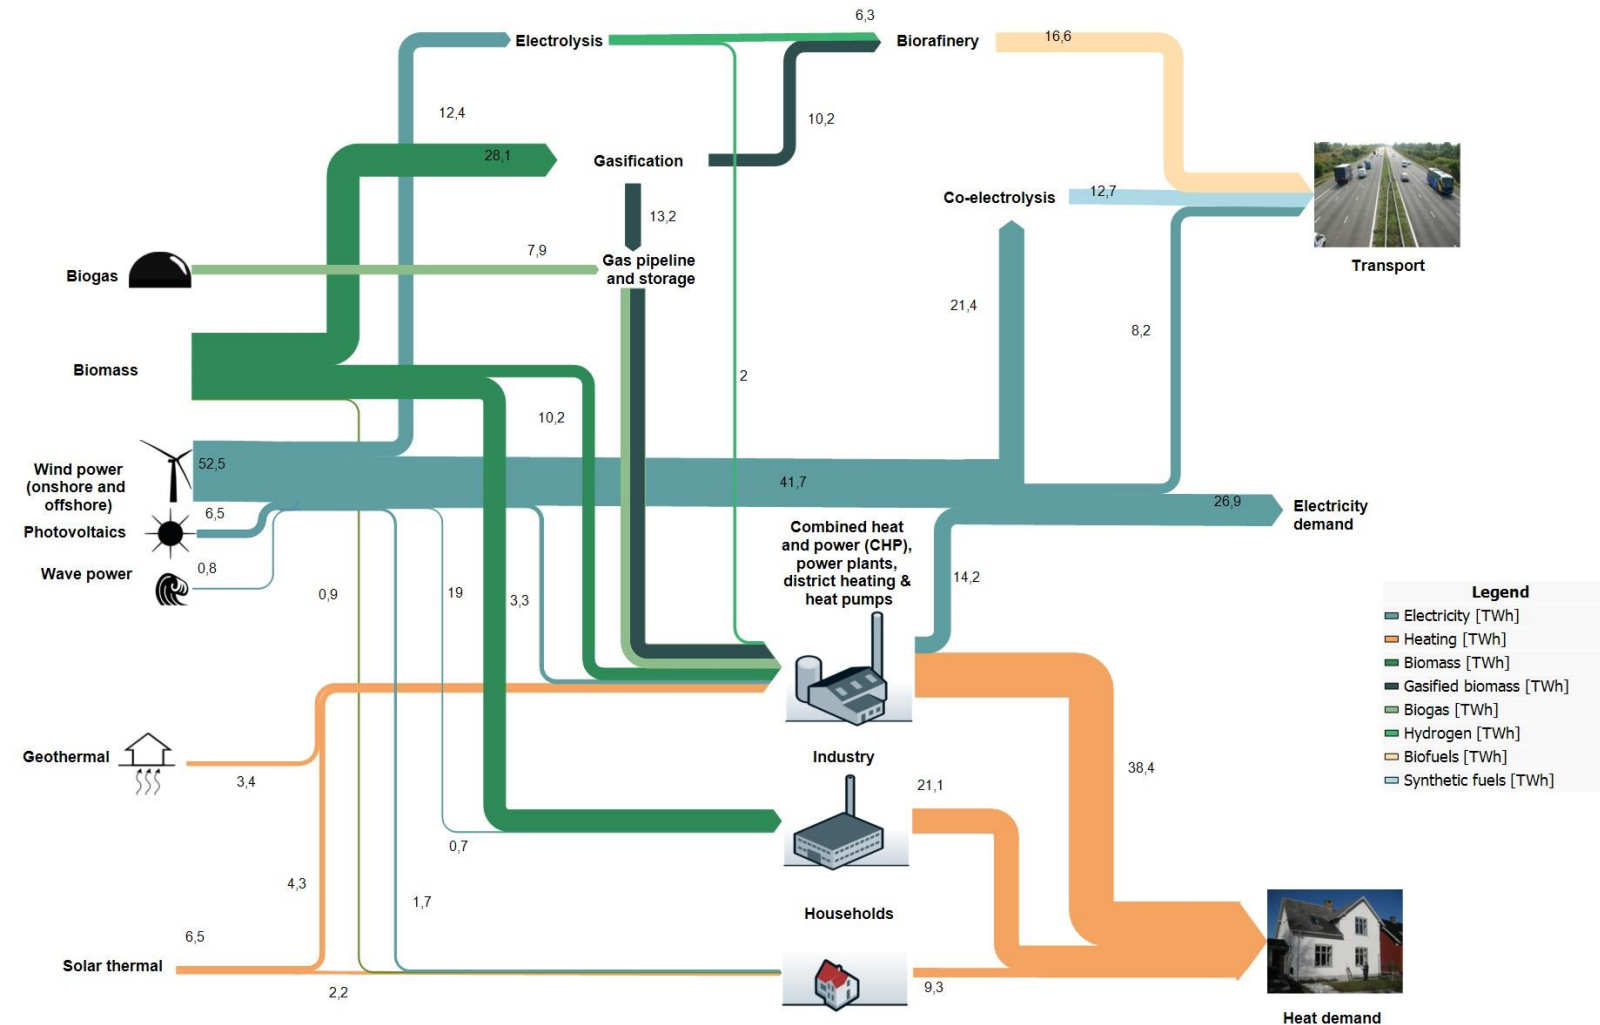 6,3
Electrolysis
Biorafinery
16,6
12,4
10,2
28,1
Gasification
12,7
Co-electrolysis
13,2
7,9
Gas pipeline
and storage
Biogas
Transport
21,4
8,2
Biomass
2
10,2
Wind power
(onshore and
offshore)
52,5
41,7
26,9
Electricity
demand
6,5
Photovoltaics
Combined heat
and power (CHP),
power plants,
district heating &
heat pumps
Wave power
0,8
0,9
19
3,3
14,2
Legend
Electricity [TWh]
Heating [TWh]
Biomass [TWh]
Gasified biomass [TWh]
Biogas [TWh]
Hydrogen [TWh]
Biofuels [TWh]
Synthetic fuels [TWh]
Geothermal
3,4
Industry
21,1
38,4
0,7
4,3
1,7
Households
6,5
Solar thermal
2,2
9,3
Heat demand